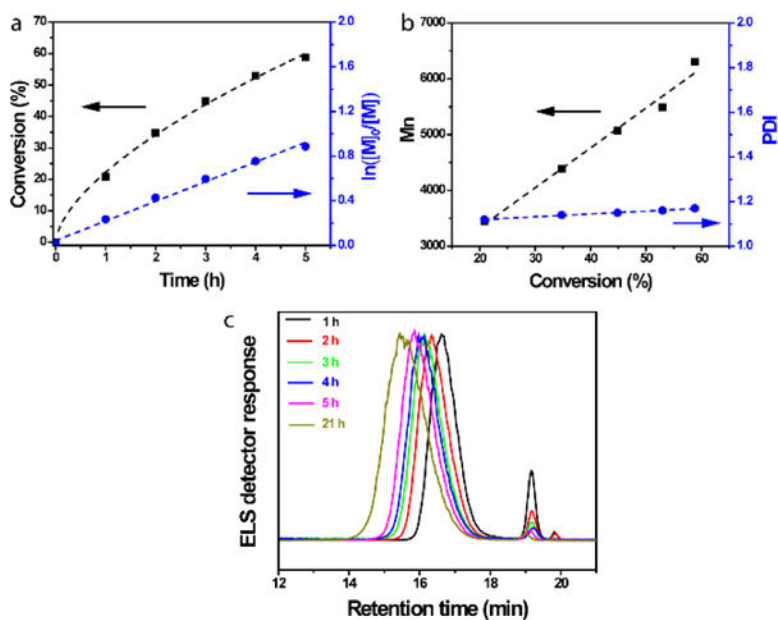 a
Conversion (%)
70
60
50
40
30
20
10
0
0
1
2
3
4
5
Time (h)
2.0
1.6
1.2
0.8
0.4
0.0
ln([M]0/[M])
b
Mn
7000
6000
5000
4000
3000
20
30
40
50
60
Conversion (%)
2.0
1.8
1.6
1.4
1.2
1.0
PDI
c
1 h
2 h
3 h
4 h
5 h
21 h
ELS detector response
12
14
16
18
20
Retention time (min)